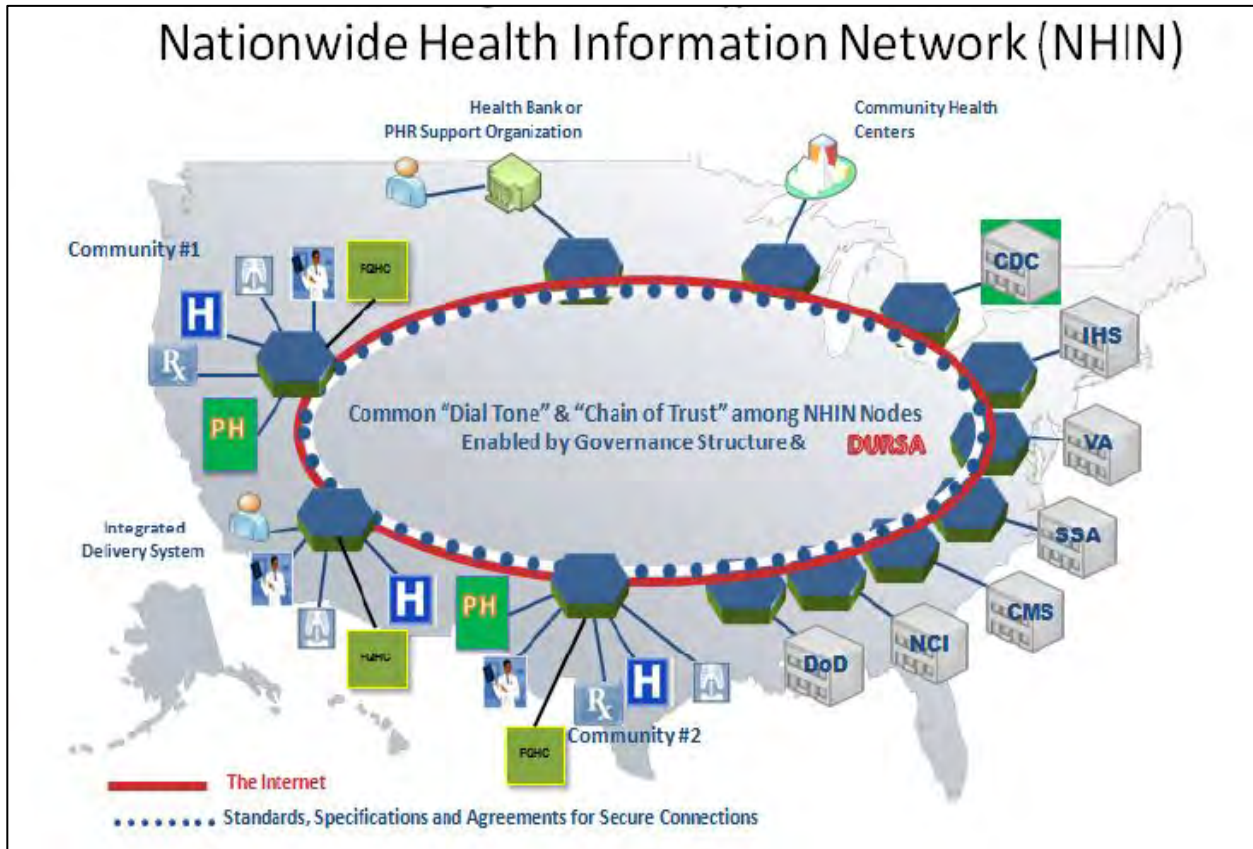 Nationwide Health Information Network (NHIN)
Health Bank or
PHR Support Organization
Community Health
Centers
Community #1
FQHC
CDC
H
IHS
Rx
PH
Common "Dial Tone" & "Chain of Trust" among NHIN Nodes
Enabled by Governance Structure & DURSA
VA
Integrated
Delivery System
SSA
H
PH
CMS
FQHC
NCI
DoD
H
Rx
Community #2
FQHC
The Internet
Standards, Specifications and Agreements for Secure Connections